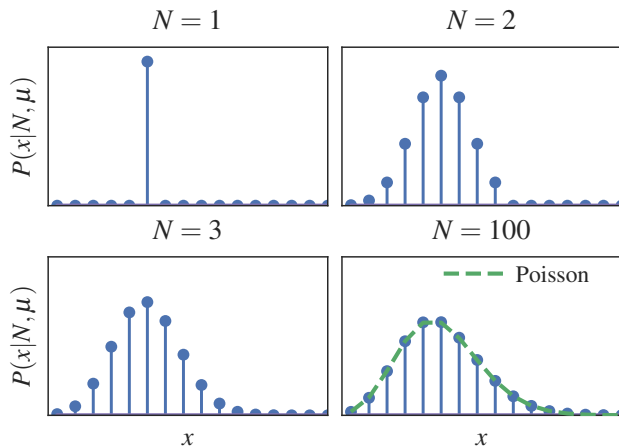 N = 1
N = 2
P(x|N, μ)
N = 3
N = 100
P(x|N, μ)
Poisson
x
x